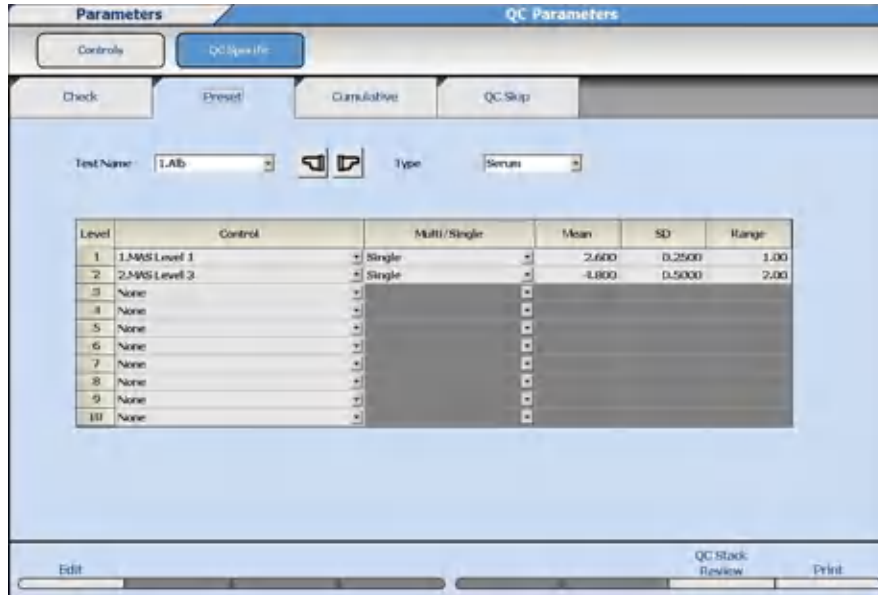 Parameters QC Parameters
Controls QC Specific
Check Preset Cumulative QC Skip
Test Name 1.Alb Type Serum
Level Control Multi/Single Mean SD Range
1 1.MAS Level 1 Single 2.600 0.2500 1.00
2 2.MAS Level 3 Single 4.800 0.5000 2.00
3 None
4 None
5 None
6 None
7 None
8 None
9 None
10 None
Edit QC Stack Review Print